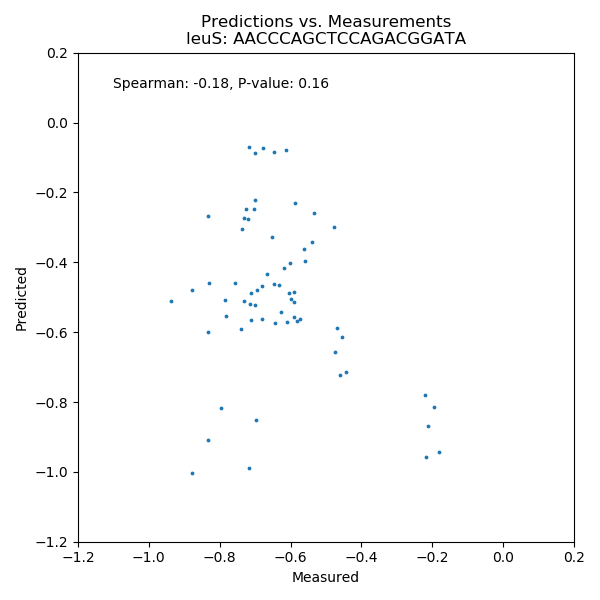 Predictions vs. Measurements
leuS: AACCCAGCTCCAGACGGATA
Spearman: -0.18, P-value: 0.16
0.2
0.0
−0.2
−0.4
−0.6
−0.8
−1.0
−1.2
Predicted
−1.2 −1.0 −0.8 −0.6 −0.4 −0.2 0.0 0.2
Measured